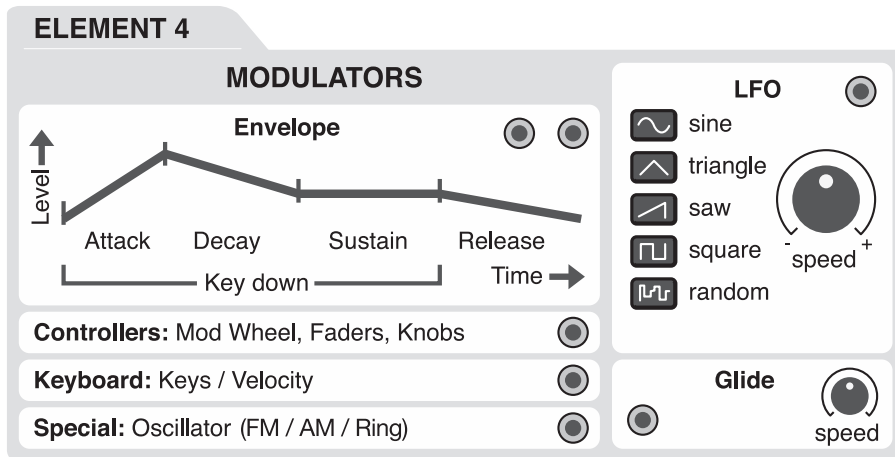 ELEMENT 4
MODULATORS
Envelope
Level
Attack Decay Sustain Release
Key down
Time
Controllers: Mod Wheel, Faders, Knobs
Keyboard: Keys / Velocity
Special: Oscillator (FM / AM / Ring)
LFO
sine
triangle
saw
square
random
- +
speed
Glide
speed